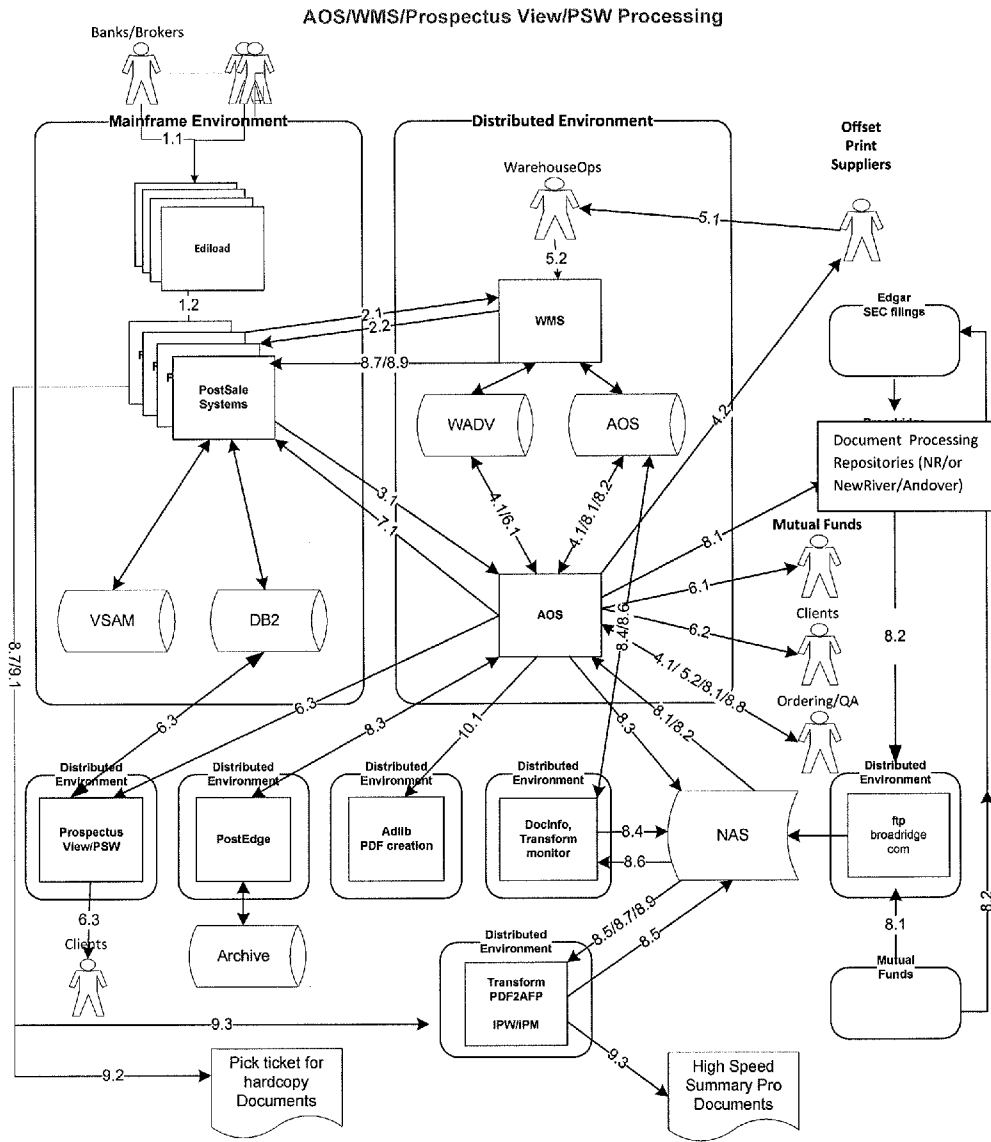 AOS/WMS/Prospectus View/PSW Processing
Banks/Brokers
Mainframe Environment
Distributed Environment
1.1
Offset
Print
Suppliers
WarehouseOps
5.1
Ediload
5.2
1.2
Edgar
SEC filings
2.1
2.2
WMS
8.7/8.9
PostSale
Systems
4.2
WADV
AOS
Document Processing
Repositories (NR/or
NewRiver/Andover)
3.1
4.1/6.1
4.1/8.1/8.2
7.1
8.1
Mutual Funds
6.1
AOS
VSAM
DB2
8.4/8.6
Clients
6.2
8.2
8.7/9.1
4.1/ 5.2/8.1/8.8
Ordering/QA
6.3
6.3
8.3
10.1
8.3
8.1/8.2
Distributed
Environment
Distributed
Environment
Distributed
Environment
Distributed
Environment
Distributed
Environment
Prospectus
View/PSW
PostEdge
Adlib
PDF creation
DocInfo,
Transform
monitor
8.4
8.6
NAS
ftp
broadridge
com
8.2
6.3
8.1
Clients
Archive
8.5/8.7/8.9
8.5
Distributed
Environment
Mutual
Funds
Transform
PDF2AFP
IPW/IPM
9.3
9.3
9.2
Pick ticket for
hardcopy
Documents
High Speed
Summary Pro
Documents